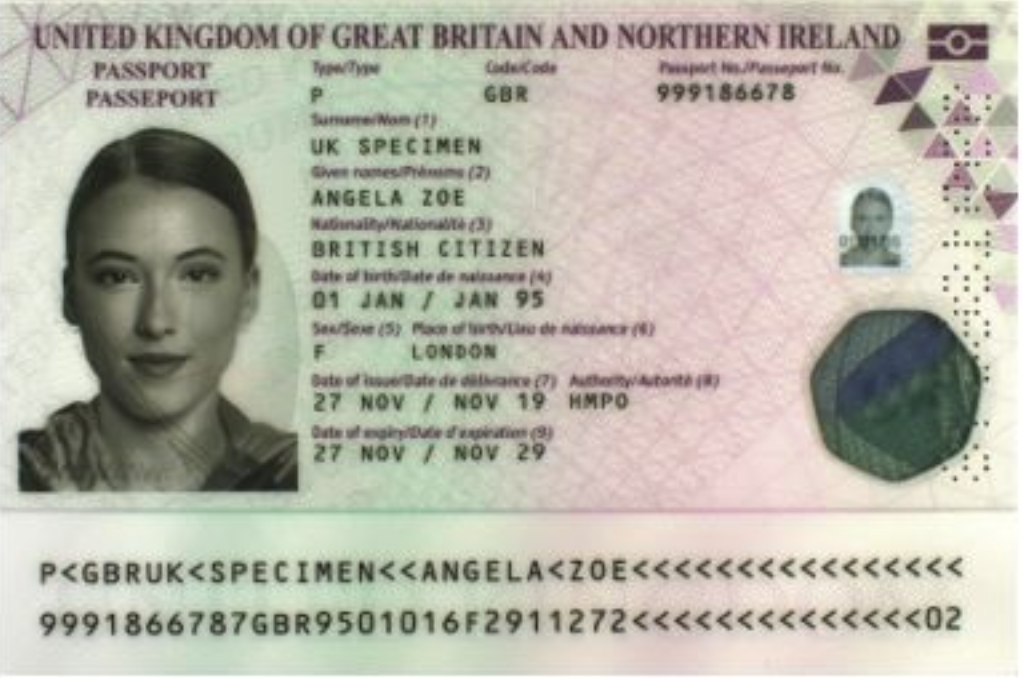 UNITED KINGDOM OF GREAT BRITAIN AND NORTHERN IRELAND
PASSPORT Type/Type Code/Code Passport No./Passeport No.
PASSEPORT P GBR 999186678
Surname/Nom (1)
UK SPECIMEN
Given names/Prénoms (2)
ANGELA ZOE
Nationality/Nationalité (3)
BRITISH CITIZEN
Date of birth/Date de naissance (4)
01 JAN / JAN 95
Sex/Sexe (5) Place of birth/Lieu de naissance (6)
F LONDON
Date of issue/Date de délivrance (7) Authority/Autorité (8)
27 NOV / NOV 19 HMPO
Date of expiry/Date d'expiration (9)
27 NOV / NOV 29
P<GBRUK<SPECIMEN<<ANGELA<ZOE<<<<<<<<<<<<<<<<
9991866787GBR9501016F2911272<<<<<<<<<<<<<<02